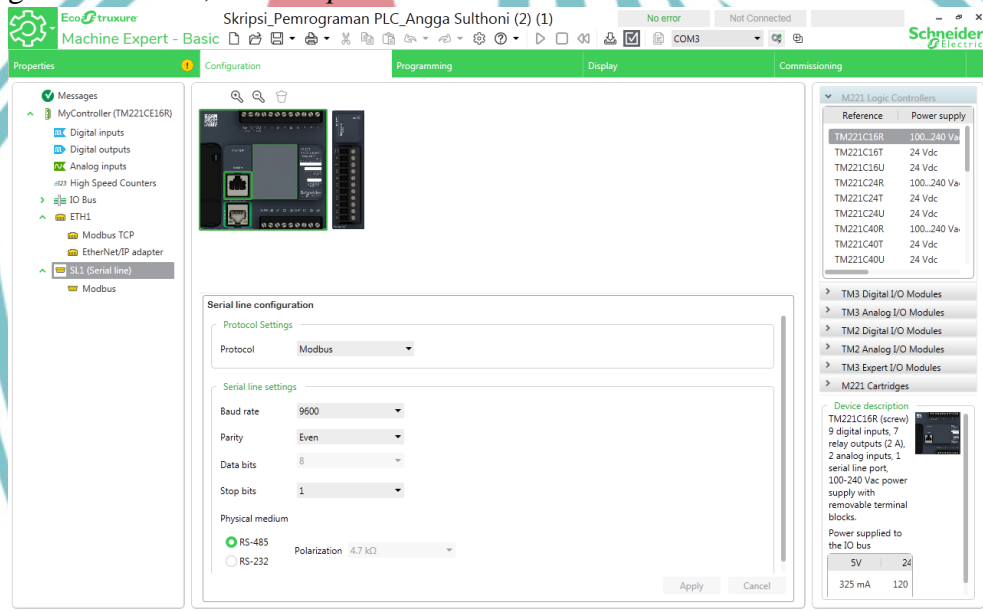 EcoStruxure
Machine Expert - Basic
Skripsi_Pemrograman PLC_Angga Sulthoni (2) (1)
No error
Not Connected
COM3
Schneider
Electric
Properties
Configuration
Programming
Display
Commissioning
Messages
MyController (TM221CE16R)
Digital inputs
Digital outputs
Analog inputs
High Speed Counters
IO Bus
ETH1
Modbus TCP
EtherNet/IP adapter
SL1 (Serial line)
Modbus
Serial line configuration
Protocol Settings
Protocol Modbus
Serial line settings
Baud rate 9600
Parity Even
Data bits 8
Stop bits 1
Physical medium
RS-485
Polarization 4.7 kΩ
RS-232
Apply Cancel
M221 Logic Controllers
Reference Power supply
TM221C16R 100...240 Va
TM221C16T 24 Vdc
TM221C16U 24 Vdc
TM221C24R 100...240 Va
TM221C24T 24 Vdc
TM221C24U 24 Vdc
TM221C40R 100...240 Va
TM221C40T 24 Vdc
TM221C40U 24 Vdc
TM3 Digital I/O Modules
TM3 Analog I/O Modules
TM2 Digital I/O Modules
TM2 Analog I/O Modules
TM3 Expert I/O Modules
M221 Cartridges
Device description
TM221C16R (screw)
9 digital inputs, 7
relay outputs (2 A),
2 analog inputs, 1
serial line port,
100-240 Vac power
supply with
removable terminal
blocks.
Power supplied to
the IO bus
5V 24
325 mA 120